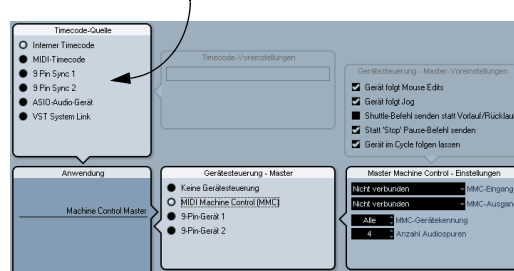 Timecode-Quelle
Interner Timecode
MIDI-Timecode
9 Pin Sync 1
9 Pin Sync 2
ASIO-Audio-Gerät
VST System Link
Timecode-Voreinstellungen
Gerätesteuerung - Master-Voreinstellungen
Gerät folgt Mouse Edits
Gerät folgt Jog
Shuttle-Befehl senden statt Vorlauf/Rücklau
Statt 'Stop' Pause-Befehl senden
Gerät im Cycle folgen lassen
Anwendung
Machine Control Master
Gerätesteuerung - Master
Keine Gerätesteuerung
MIDI Machine Control (MMC)
9-Pin-Gerät 1
9-Pin-Gerät 2
Master Machine Control - Einstellungen
Nicht verbunden MMC-Eingang
Nicht verbunden MMC-Ausgan
Alle MMC-Gerätekennung
4 Anzahl Audiospuren